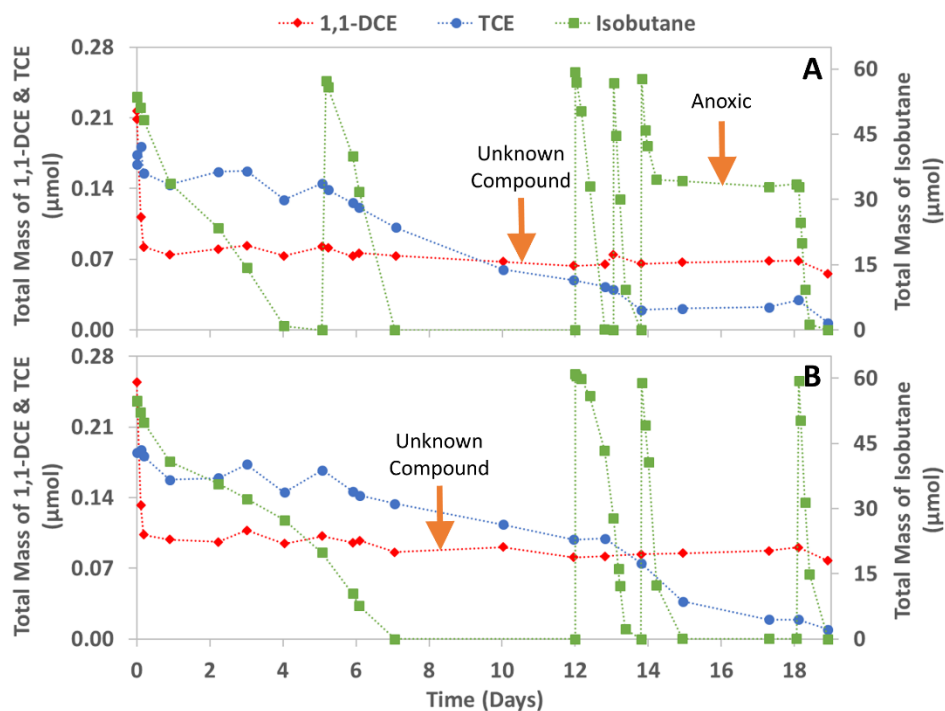 1,1-DCE TCE Isobutane
Total Mass of 1,1-DCE & TCE
(μmol)
0.28
0.21
0.14
0.07
0.00
A
Anoxic
Unknown
Compound
60
45
30
15
0
Total Mass of Isobutane
(μmol)
Total Mass of 1,1-DCE & TCE
(μmol)
0.28
0.21
0.14
0.07
0.00
B
Unknown
Compound
60
45
30
15
0
Total Mass of Isobutane
(μmol)
0 2 4 6 8 10 12 14 16 18
Time (Days)